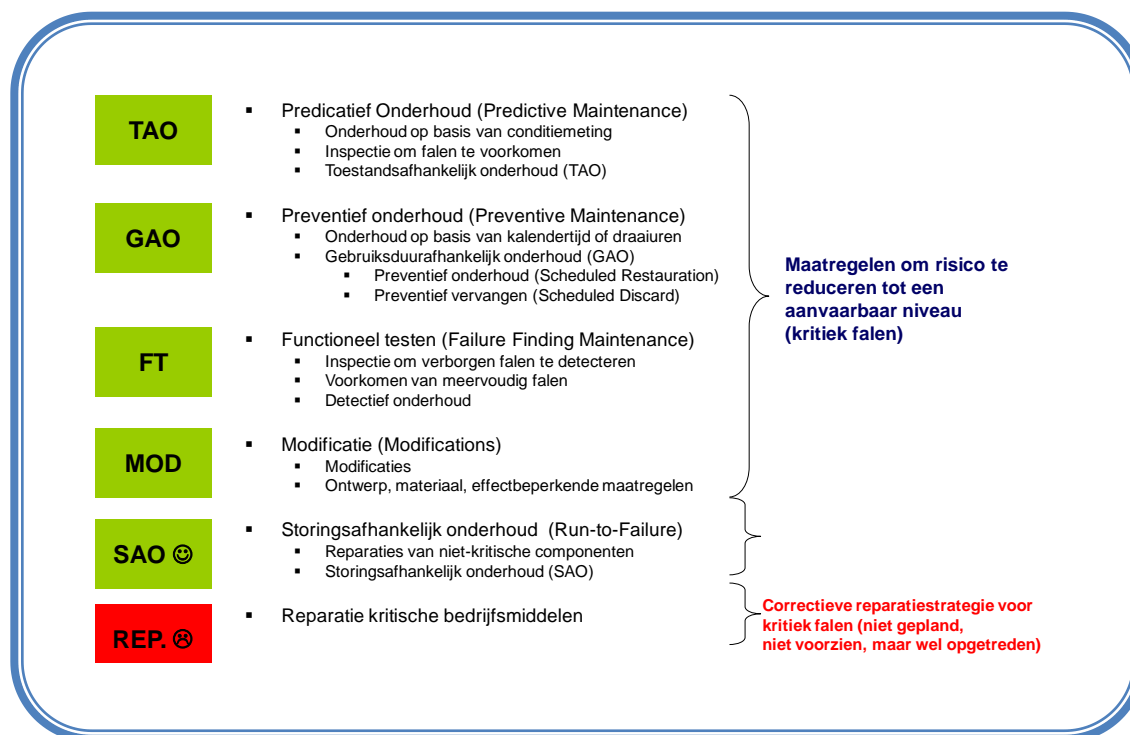 TAO
▪ Predicatief Onderhoud (Predictive Maintenance)
▪ Onderhoud op basis van conditiemeting
▪ Inspectie om falen te voorkomen
▪ Toestandsafhankelijk onderhoud (TAO)
GAO
▪ Preventief onderhoud (Preventive Maintenance)
▪ Onderhoud op basis van kalendertijd of draaiuren
▪ Gebruiksduurafhankelijk onderhoud (GAO)
▪ Preventief onderhoud (Scheduled Restauration)
▪ Preventief vervangen (Scheduled Discard)
FT
▪ Functioneel testen (Failure Finding Maintenance)
▪ Inspectie om verborgen falen te detecteren
▪ Voorkomen van meervoudig falen
▪ Detectief onderhoud
MOD
▪ Modificatie (Modifications)
▪ Modificaties
▪ Ontwerp, materiaal, effectbeperkende maatregelen
Maatregelen om risico te
reduceren tot een
aanvaarbaar niveau
(kritiek falen)
SAO ☺
▪ Storingsafhankelijk onderhoud (Run-to-Failure)
▪ Reparaties van niet-kritische componenten
▪ Storingsafhankelijk onderhoud (SAO)
REP. ☹
▪ Reparatie kritische bedrijfsmiddelen
Correctieve reparatiestrategie voor
kritiek falen (niet gepland,
niet voorzien, maar wel opgetreden)